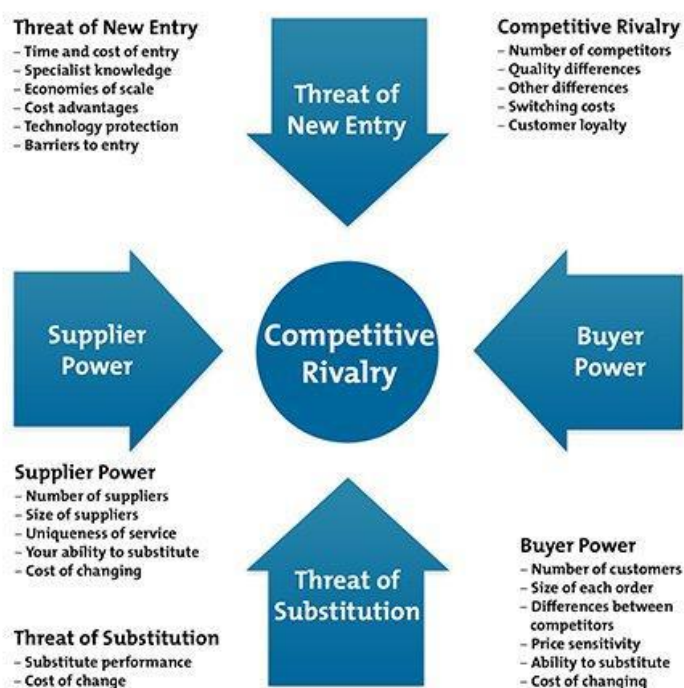 Threat of New Entry
– Time and cost of entry
– Specialist knowledge
– Economies of scale
– Cost advantages
– Technology protection
– Barriers to entry
Competitive Rivalry
– Number of competitors
– Quality differences
– Other differences
– Switching costs
– Customer loyalty
Threat of
New Entry
Supplier
Power
Competitive
Rivalry
Buyer
Power
Supplier Power
– Number of suppliers
– Size of suppliers
– Uniqueness of service
– Your ability to substitute
– Cost of changing
Threat of Substitution
– Substitute performance
– Cost of change
Threat of
Substitution
Buyer Power
– Number of customers
– Size of each order
– Differences between
competitors
– Price sensitivity
– Ability to substitute
– Cost of changing